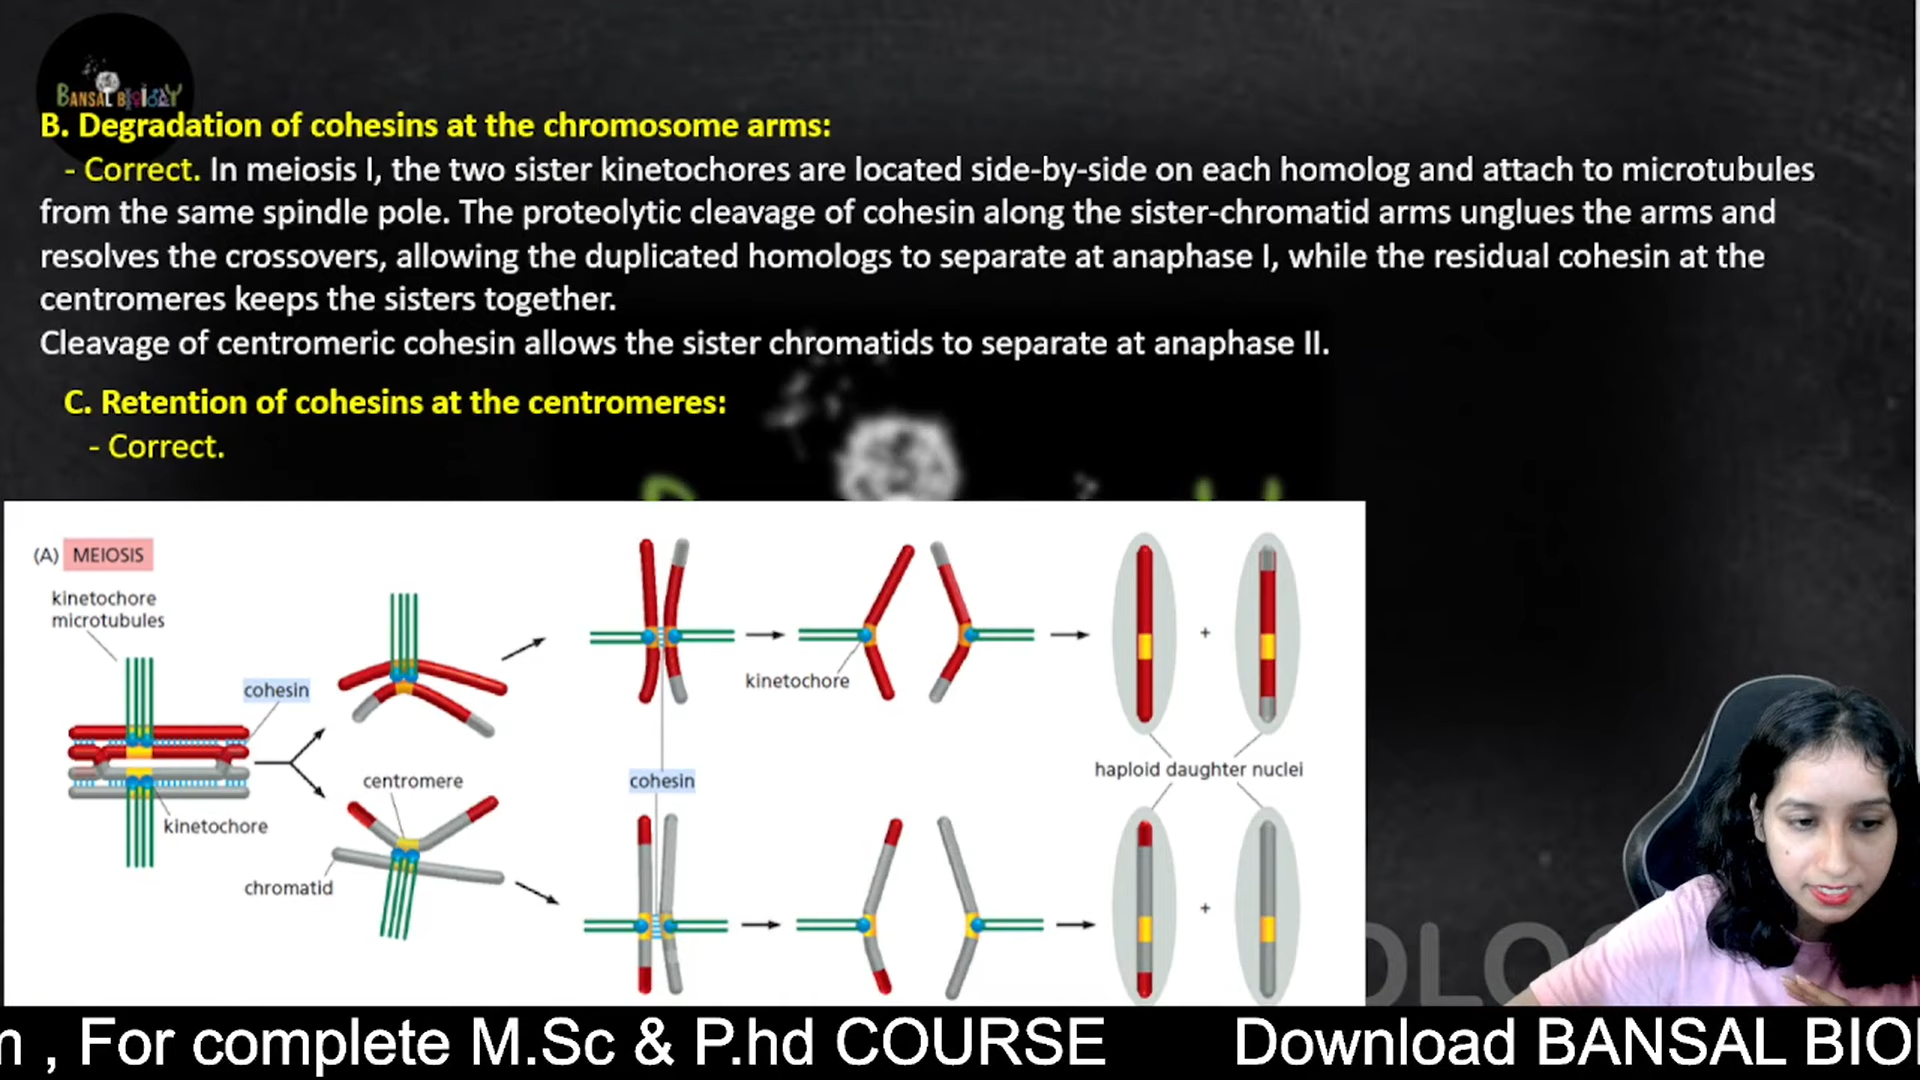 BANSAL BIOLOGY
B. Degradation of cohesins at the chromosome arms:
- Correct. In meiosis I, the two sister kinetochores are located side-by-side on each homolog and attach to microtubules
from the same spindle pole. The proteolytic cleavage of cohesin along the sister-chromatid arms unglues the arms and
resolves the crossovers, allowing the duplicated homologs to separate at anaphase I, while the residual cohesin at the
centromeres keeps the sisters together.
Cleavage of centromeric cohesin allows the sister chromatids to separate at anaphase II.
C. Retention of cohesins at the centromeres:
- Correct.
(A) MEIOSIS
kinetochore
microtubules
cohesin
kinetochore
centromere
chromatid
kinetochore
cohesin
+
haploid daughter nuclei
+
OLO
m , For complete M.Sc & P.hd COURSE Download BANSAL BIO